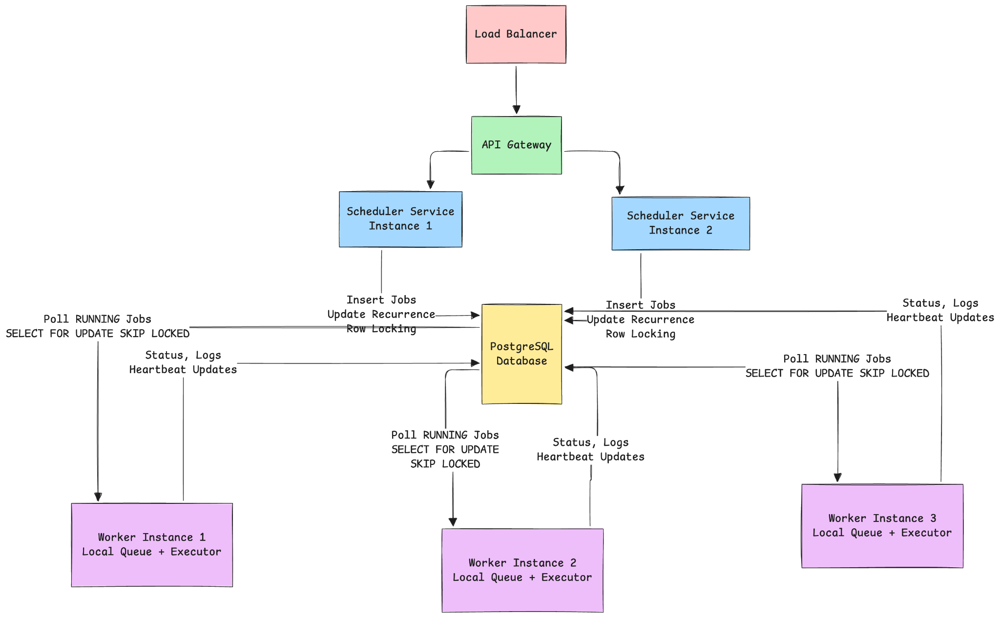 Load Balancer
API Gateway
Scheduler Service
Instance 1
Scheduler Service
Instance 2
Insert Jobs
Update Recurrence
Row Locking
Insert Jobs
Update Recurrence
Row Locking
Status, Logs
Heartbeat Updates
Poll RUNNING Jobs
SELECT FOR UPDATE SKIP LOCKED
Status, Logs
Heartbeat Updates
PostgreSQL
Database
Poll RUNNING Jobs
SELECT FOR UPDATE SKIP LOCKED
Poll RUNNING Jobs
SELECT FOR UPDATE
SKIP LOCKED
Status, Logs
Heartbeat Updates
Worker Instance 1
Local Queue + Executor
Worker Instance 2
Local Queue + Executor
Worker Instance 3
Local Queue + Executor